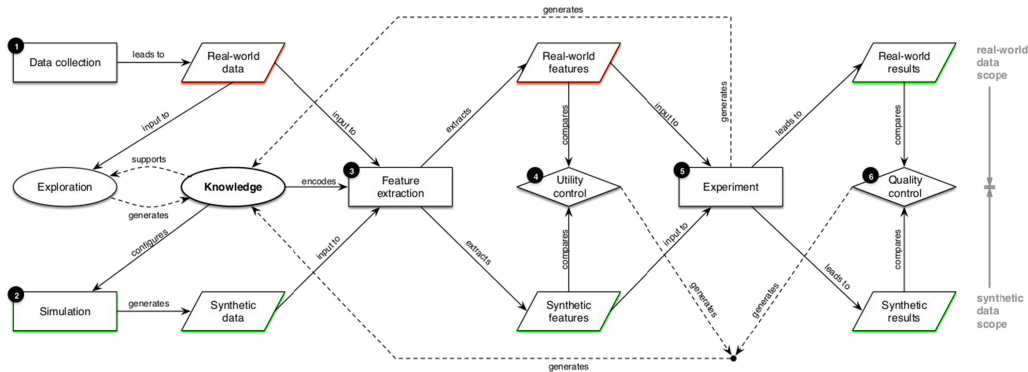 generates
1
Data collection
leads to
Real-world
data
Real-world
features
Real-world
results
real-world
data
scope
input to
input to
extracts
compares
input to
generates
leads to
compares
supports
Exploration
Knowledge
encodes
3
Feature
extraction
4
Utility
control
5
Experiment
6
Quality
control
generates
configures
input to
extracts
compares
input to
leads to
compares
2
Simulation
generates
Synthetic
data
Synthetic
features
generates
generates
Synthetic
results
synthetic
data
scope
generates